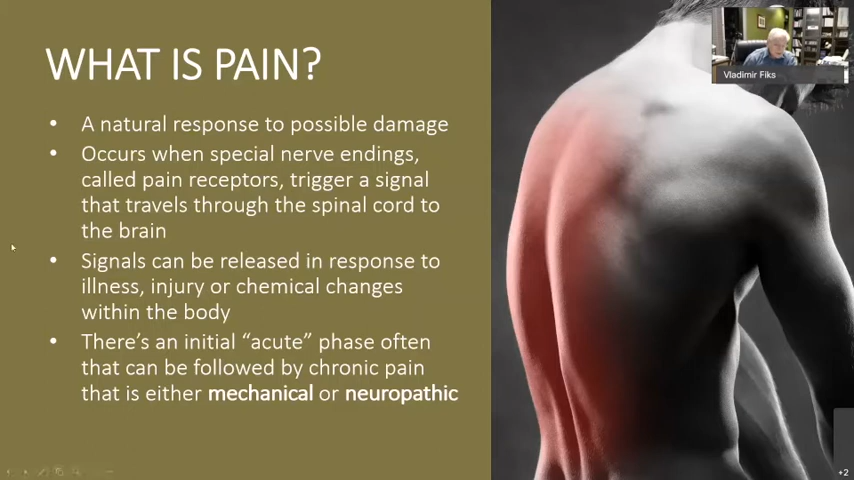 WHAT IS PAIN?
• A natural response to possible damage
• Occurs when special nerve endings,
called pain receptors, trigger a signal
that travels through the spinal cord to
the brain
• Signals can be released in response to
illness, injury or chemical changes
within the body
• There's an initial “acute” phase often
that can be followed by chronic pain
that is either mechanical or neuropathic
Vladimir Fiks
+2